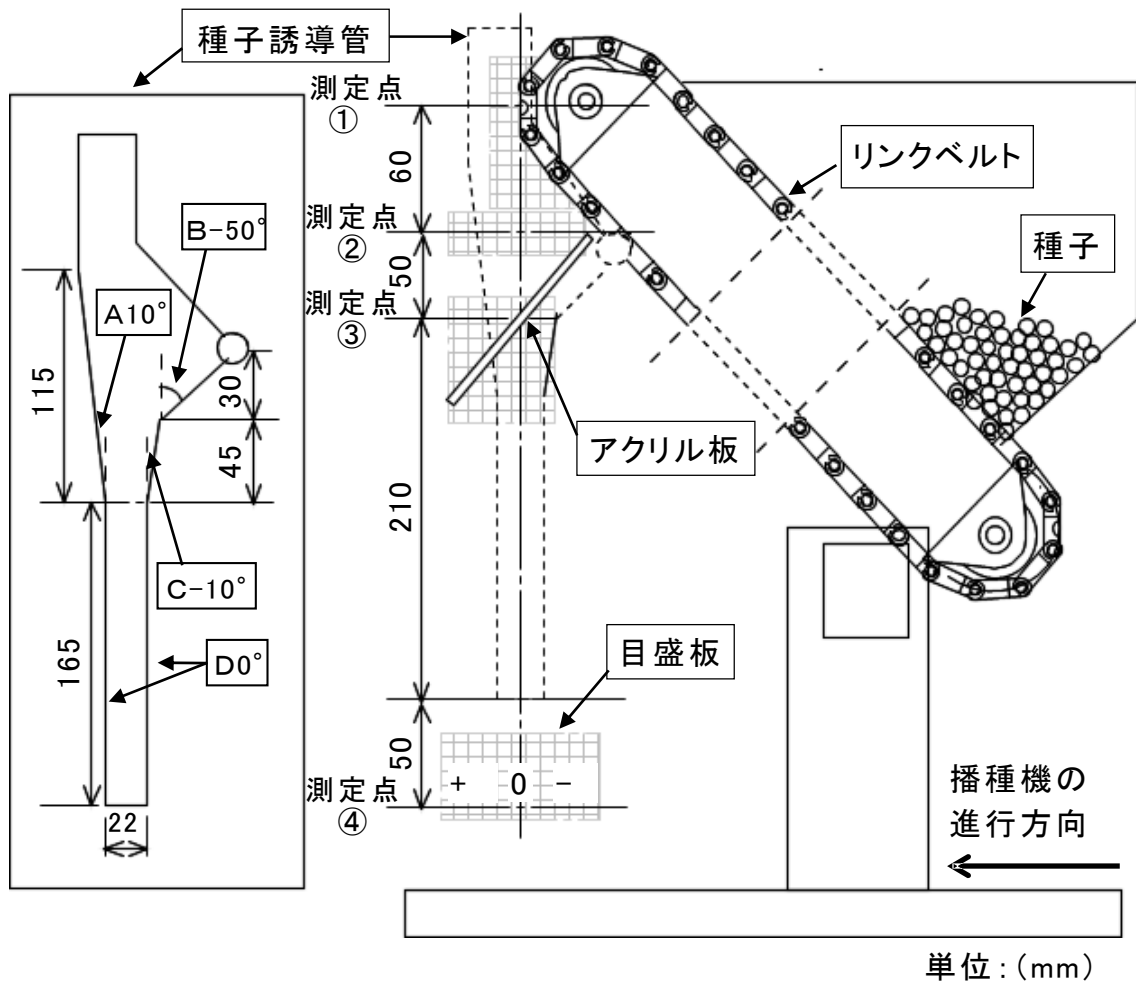 種子誘導管
測定点
①
60
リンクベルト
B-50°
測定点
②
種子
50
A10°
測定点
③
115
30
アクリル板
45
210
C-10°
165
D0°
目盛板
50
+ 0 -
測定点
④
22
播種機の
進行方向
単位:(mm)